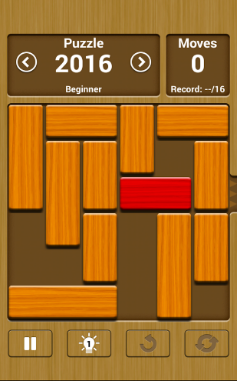 Puzzle
2016
Beginner
Moves
0
Record: --/16
1